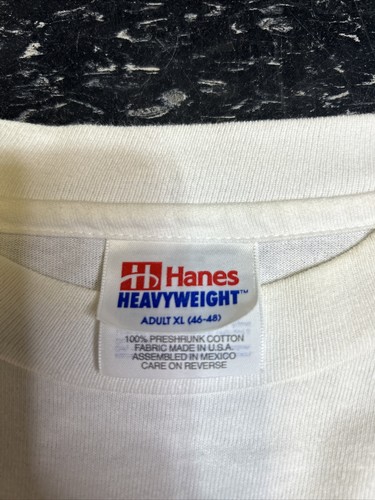 Hanes
HEAVYWEIGHT™
ADULT XL (46-48)
100% PRESHRUNK COTTON
FABRIC MADE IN U.S.A.
ASSEMBLED IN MEXICO
CARE ON REVERSE